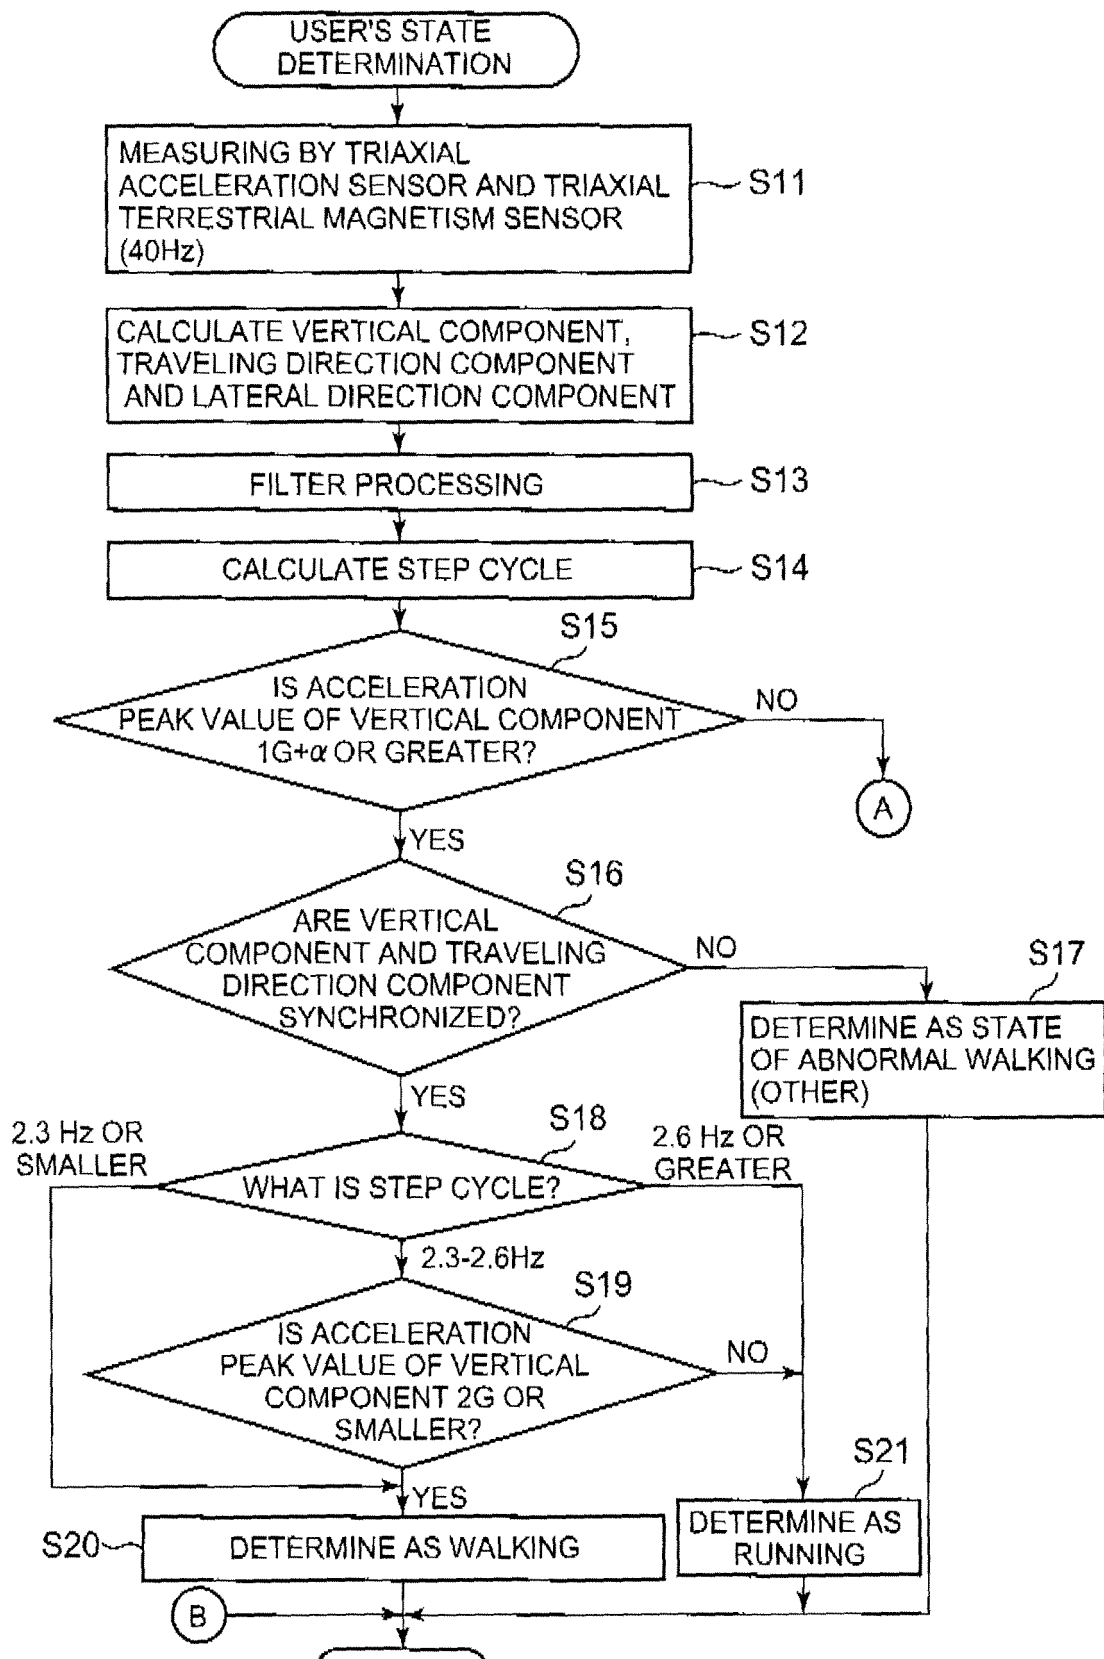 USER'S STATE
DETERMINATION
MEASURING BY TRIAXIAL
ACCELERATION SENSOR AND TRIAXIAL
TERRESTRIAL MAGNETISM SENSOR
(40Hz)
S11
CALCULATE VERTICAL COMPONENT,
TRAVELING DIRECTION COMPONENT
AND LATERAL DIRECTION COMPONENT
S12
FILTER PROCESSING
S13
CALCULATE STEP CYCLE
S14
S15
IS ACCELERATION
PEAK VALUE OF VERTICAL COMPONENT
1G+α OR GREATER?
NO
A
YES
S16
ARE VERTICAL
COMPONENT AND TRAVELING
DIRECTION COMPONENT
SYNCHRONIZED?
NO
S17
DETERMINE AS STATE
OF ABNORMAL WALKING
(OTHER)
YES
S18
2.3 Hz OR
SMALLER
WHAT IS STEP CYCLE?
2.6 Hz OR
GREATER
2.3-2.6Hz
S19
IS ACCELERATION
PEAK VALUE OF VERTICAL
COMPONENT 2G OR
SMALLER?
NO
YES
S20
DETERMINE AS WALKING
S21
DETERMINE AS
RUNNING
B